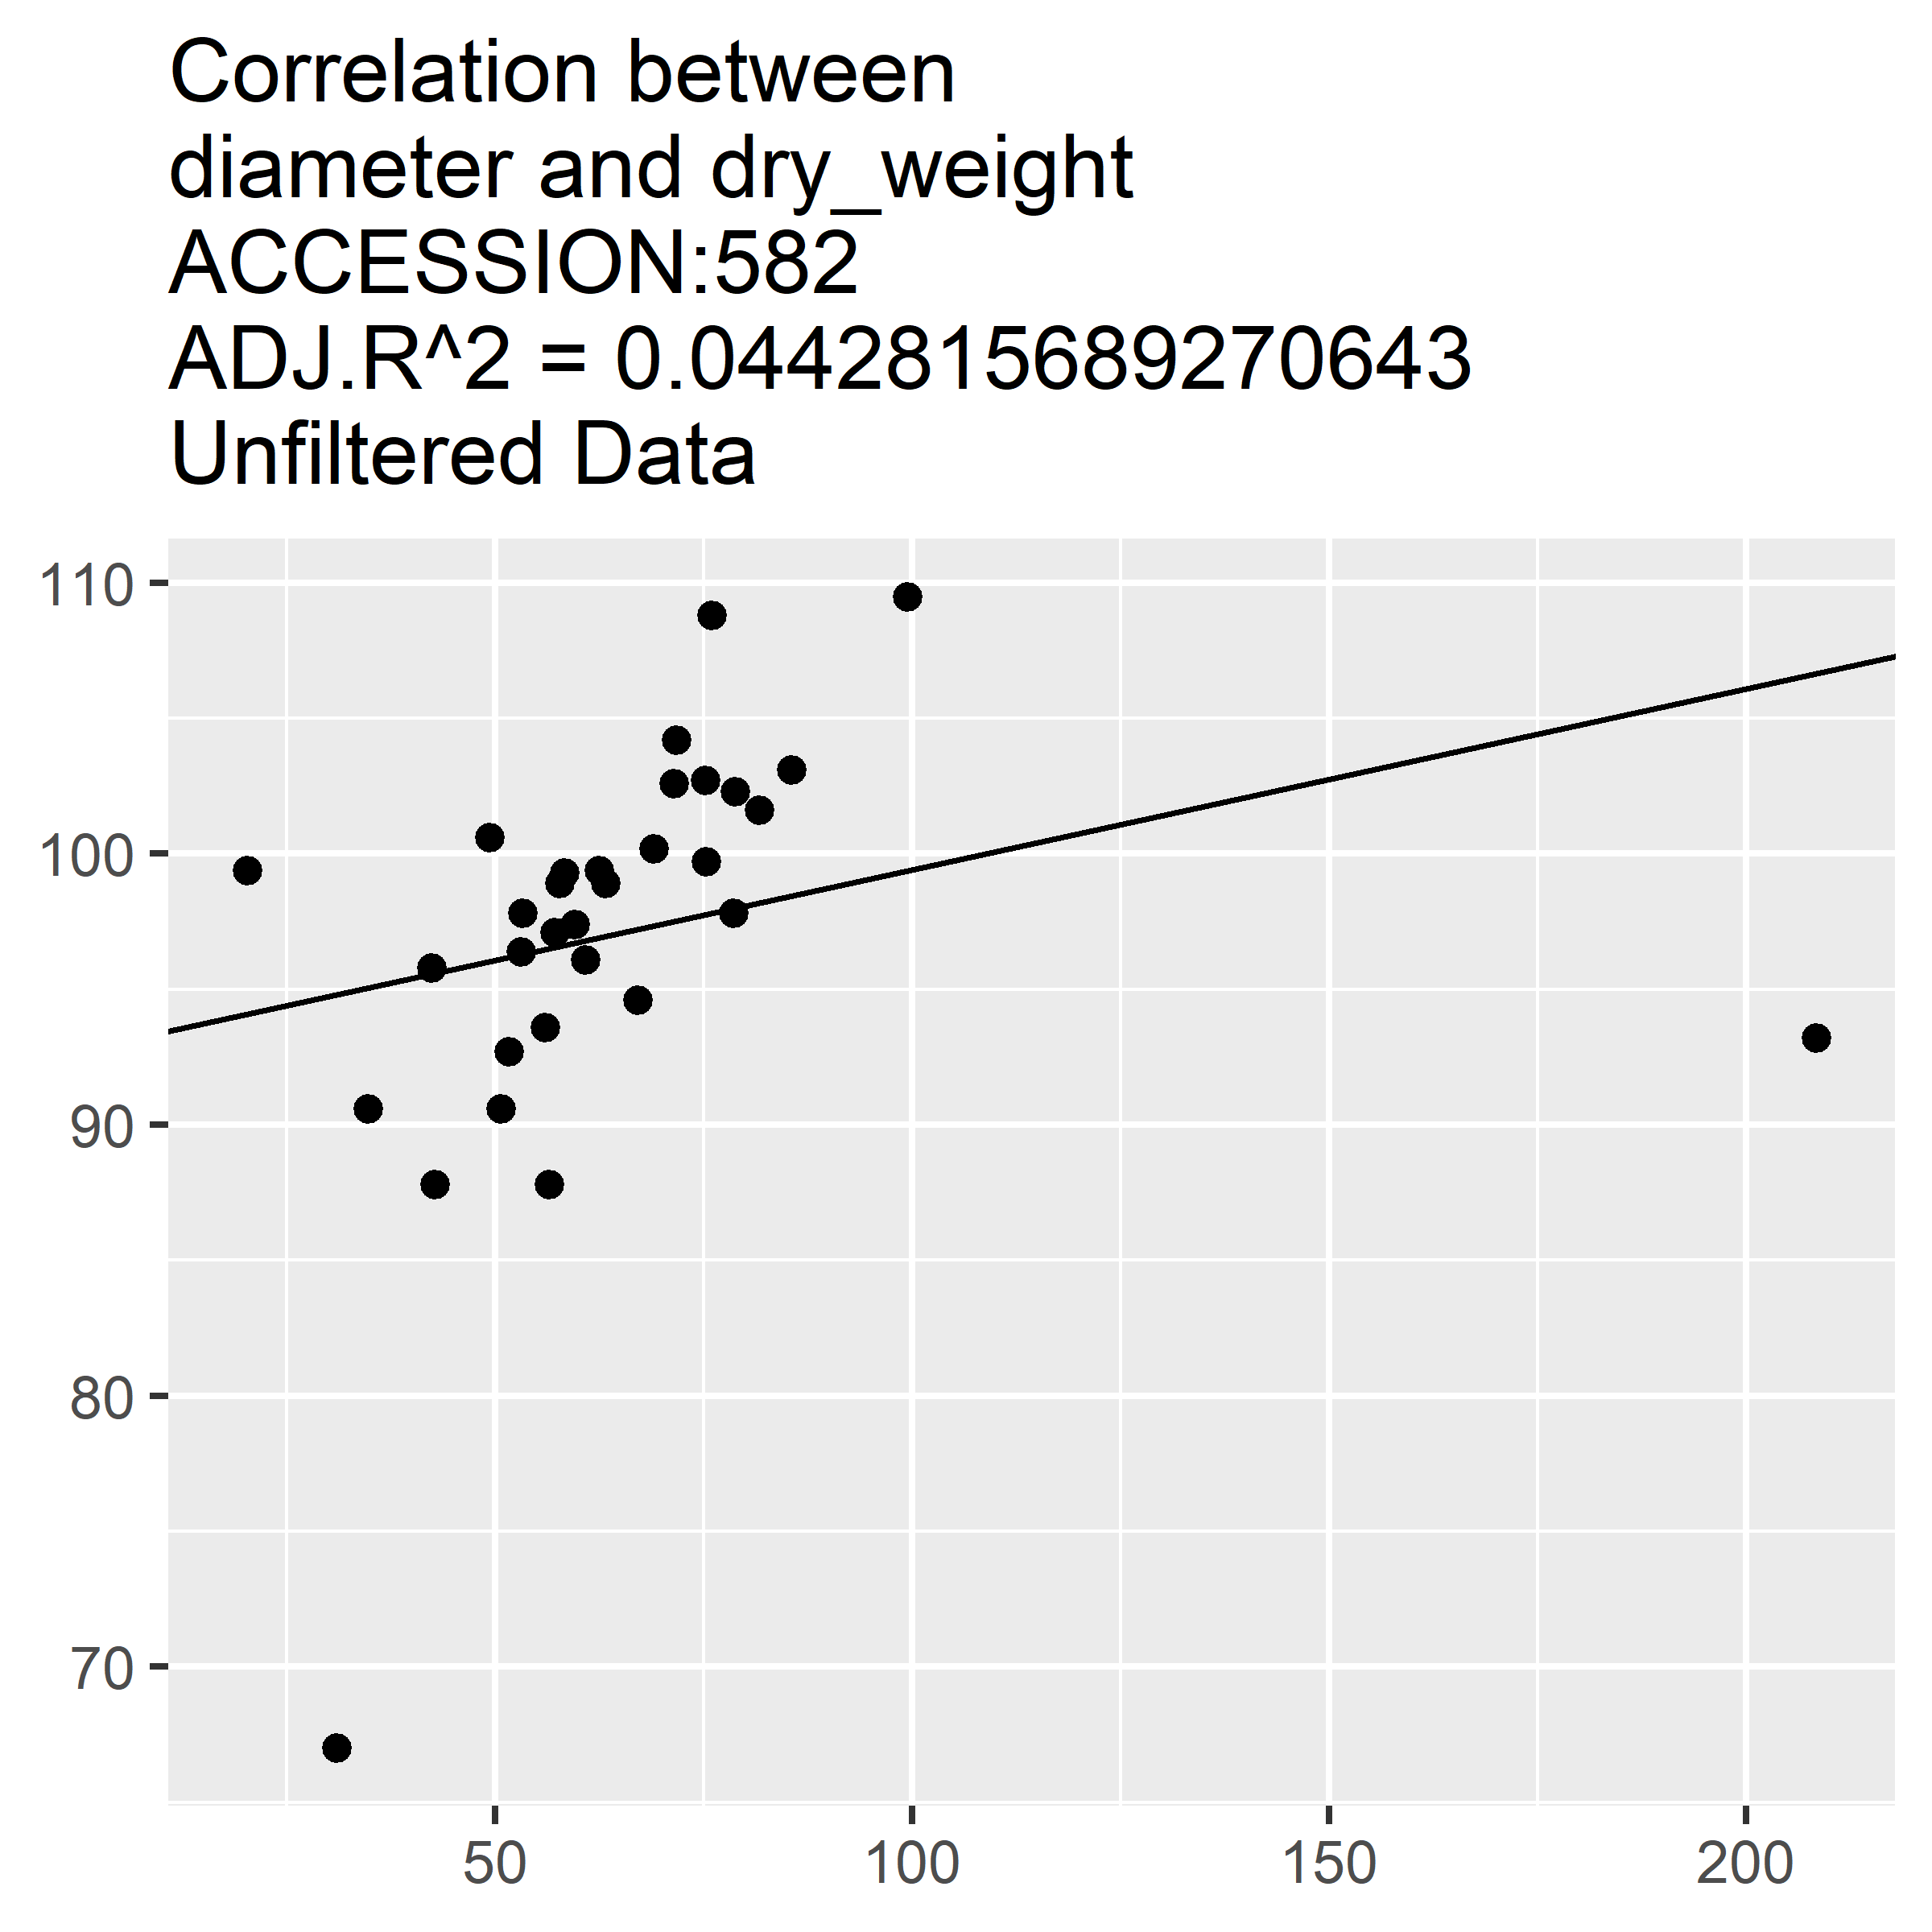 Correlation between
diameter and dry_weight
ACCESSION:582
ADJ.R^2 = 0.0442815689270643
Unfiltered Data
110
100
90
80
70
50 100 150 200